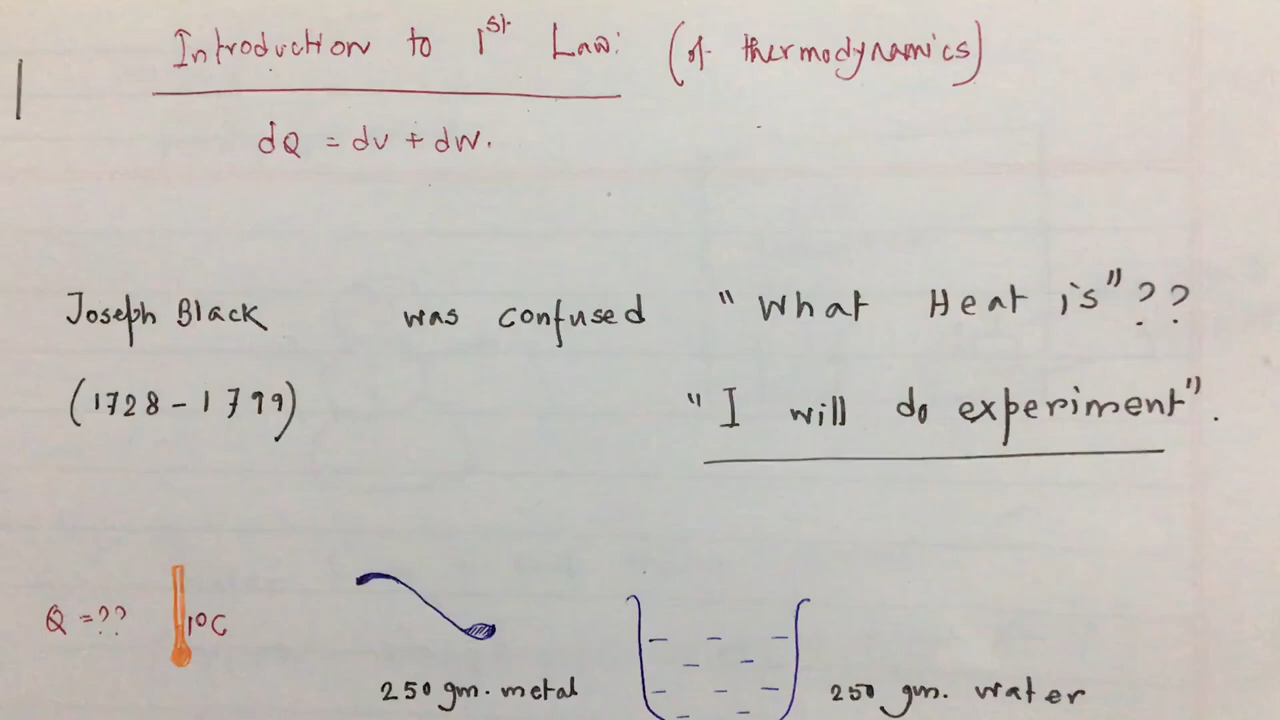 Introduction to 1st Law: (of thermodynamics)
dQ = dv + dw.
Joseph Black was confused "What Heat is"??
(1728 - 1799) "I will do experiment".
Q = ?? 1°C
250 gm. metal 250 gm. water